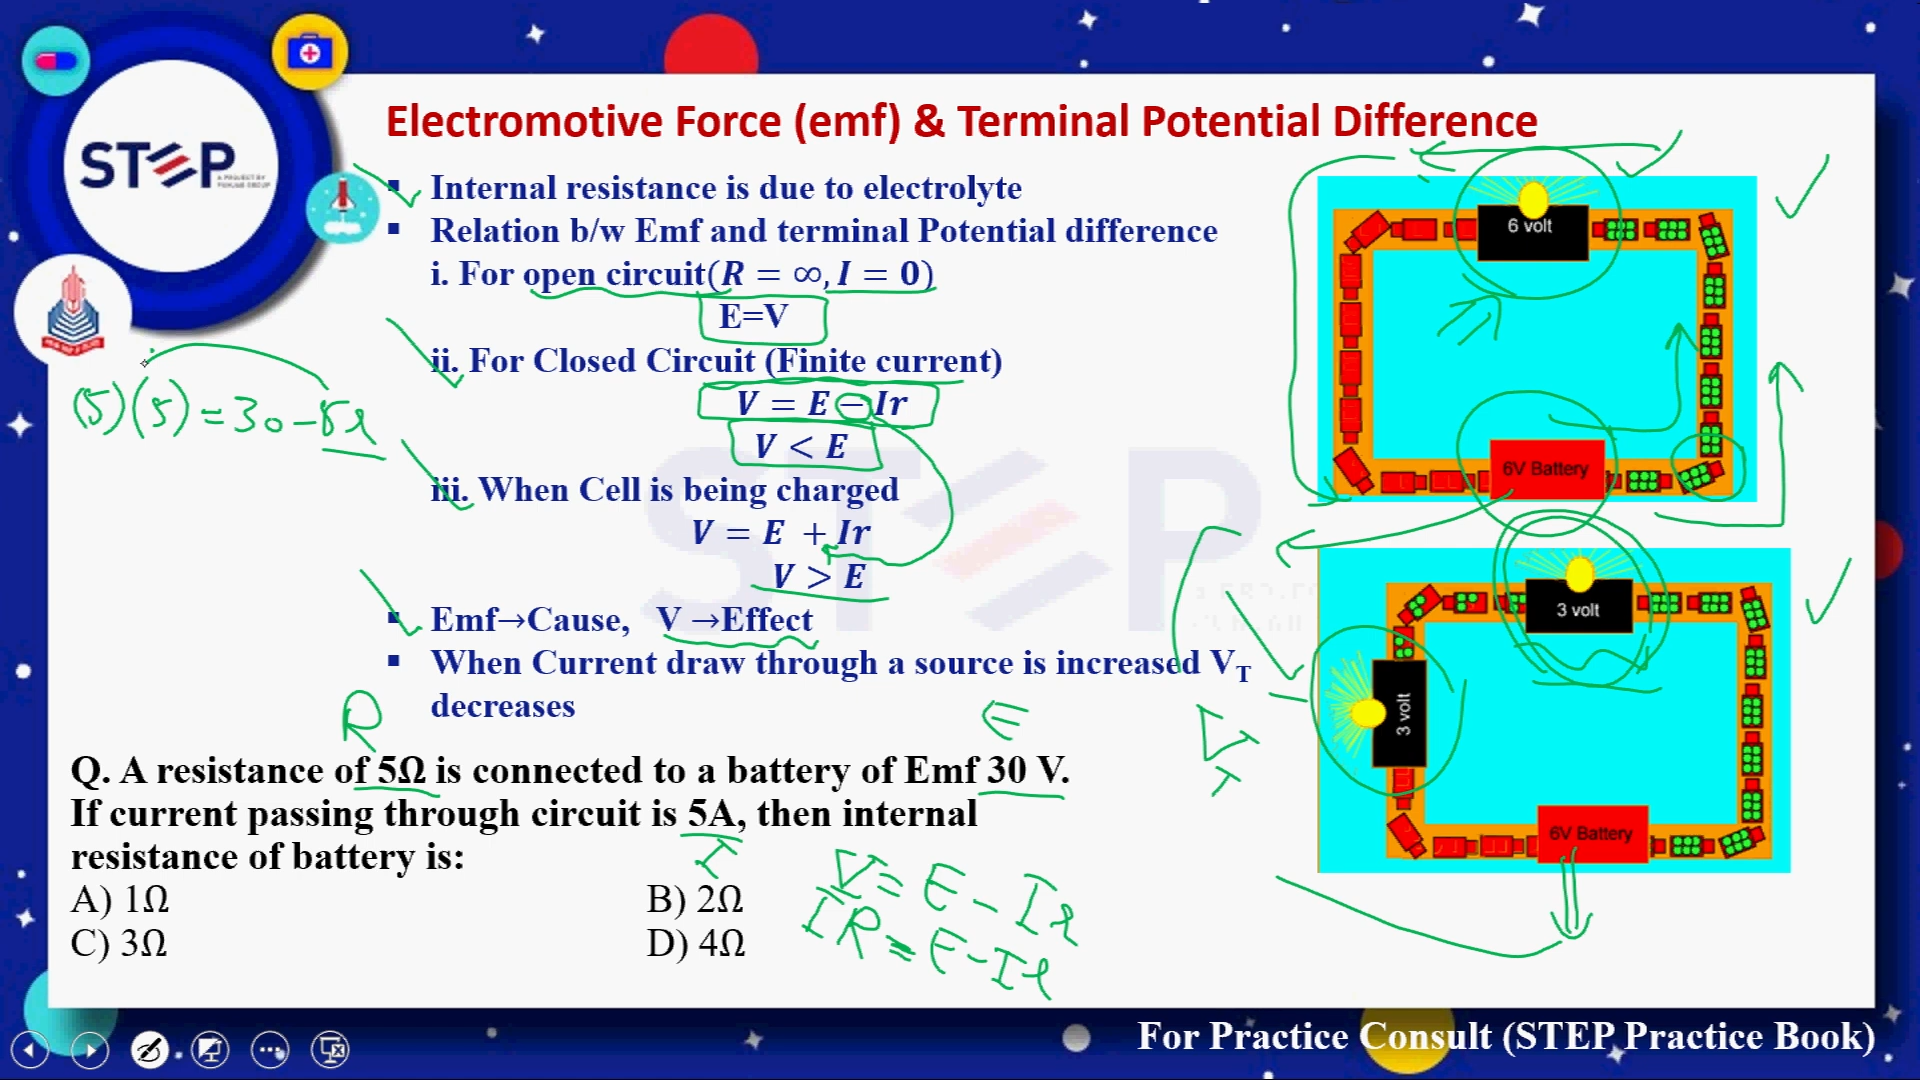 STEP
Electromotive Force (emf) & Terminal Potential Difference
▪ Internal resistance is due to electrolyte
▪ Relation b/w Emf and terminal Potential difference
i. For open circuit(R = ∞, I = 0)
E=V
ii. For Closed Circuit (Finite current)
V = E − Ir
V < E
iii. When Cell is being charged
V = E + Ir
V > E
▪ Emf→Cause, V →Effect
▪ When Current draw through a source is increased V_T
decreases
(5)(5)=30-5r
R
E
Q. A resistance of 5Ω is connected to a battery of Emf 30 V.
If current passing through circuit is 5A, then internal
resistance of battery is:
I
A) 1Ω B) 2Ω
C) 3Ω D) 4Ω
V = E - Ir
IR = E - Ir
6 volt
6V Battery
3 volt
3 volt
6V Battery
V
I
For Practice Consult (STEP Practice Book)